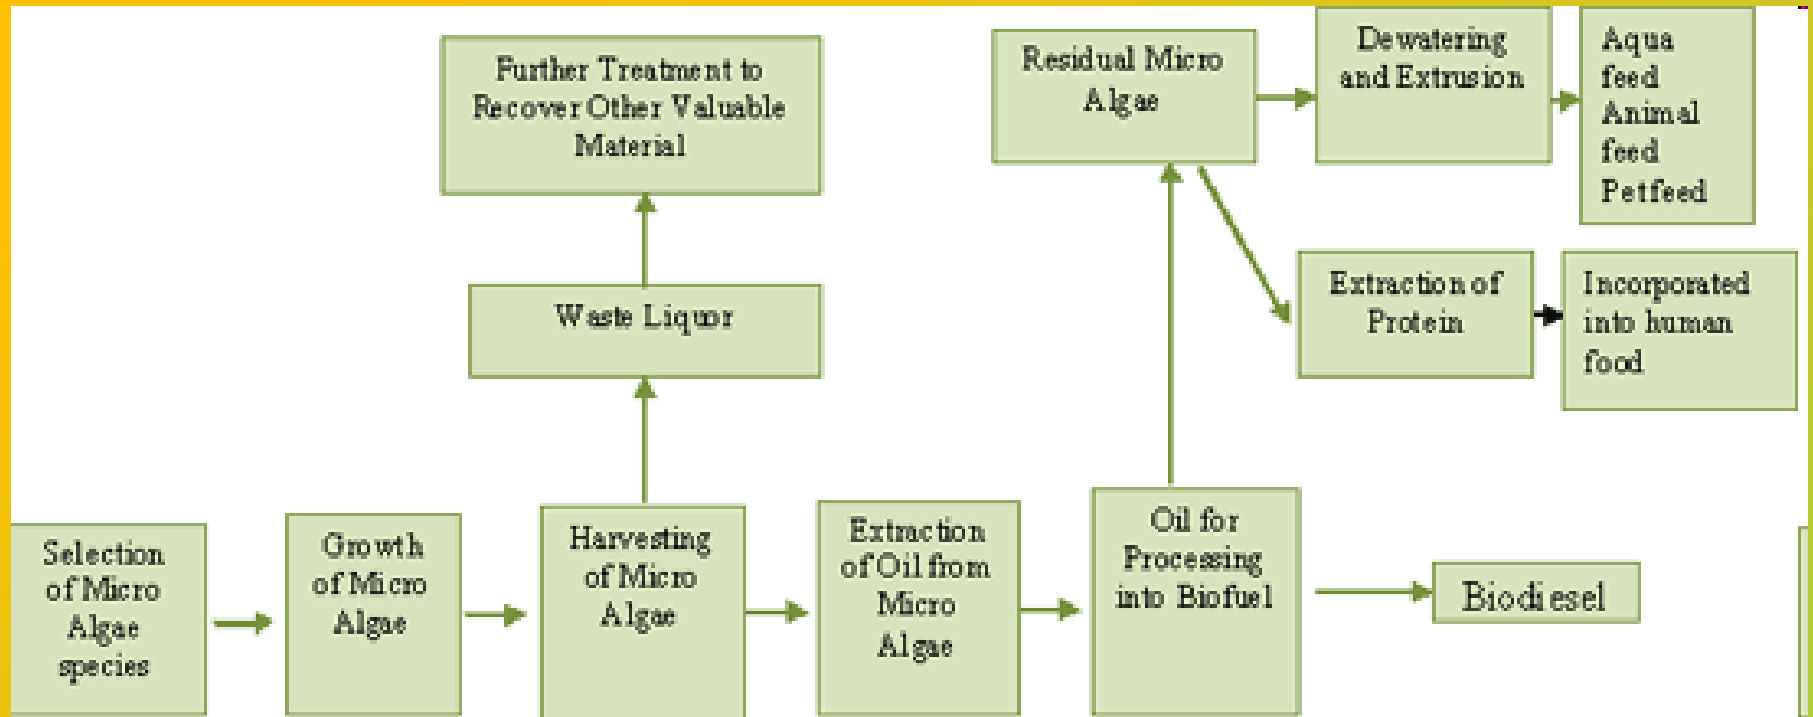 Further Treatment to
Recover Other Valuable
Material
Residual Micro
Algae
Dewatering
and Extrusion
Aqua
feed
Animal
feed
Petfeed
Waste Liquor
Extraction of
Protein
Incorporated
into human
food
Selection
of Micro
Algae
species
Growth
of Micro
Algae
Harvesting
of Micro
Algae
Extraction
of Oil from
Micro
Algae
Oil for
Processing
into Biofuel
Biodiesel